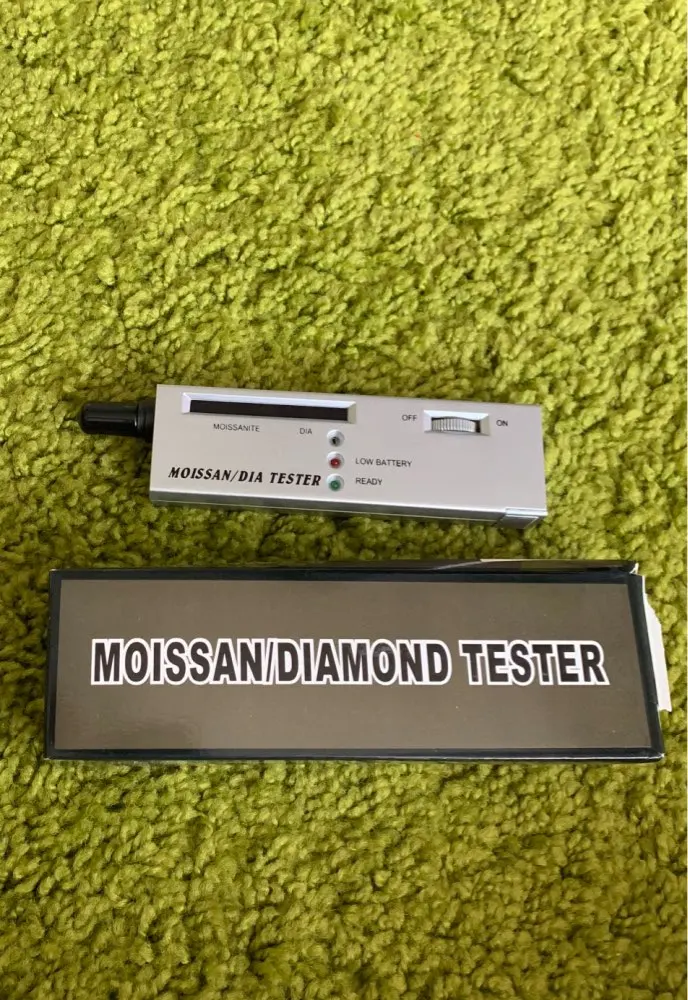 OFF
ON
MOISSANITE
DIA
LOW BATTERY
MOISSAN/DIA TESTER
READY
MOISSAN/DIAMOND TESTER